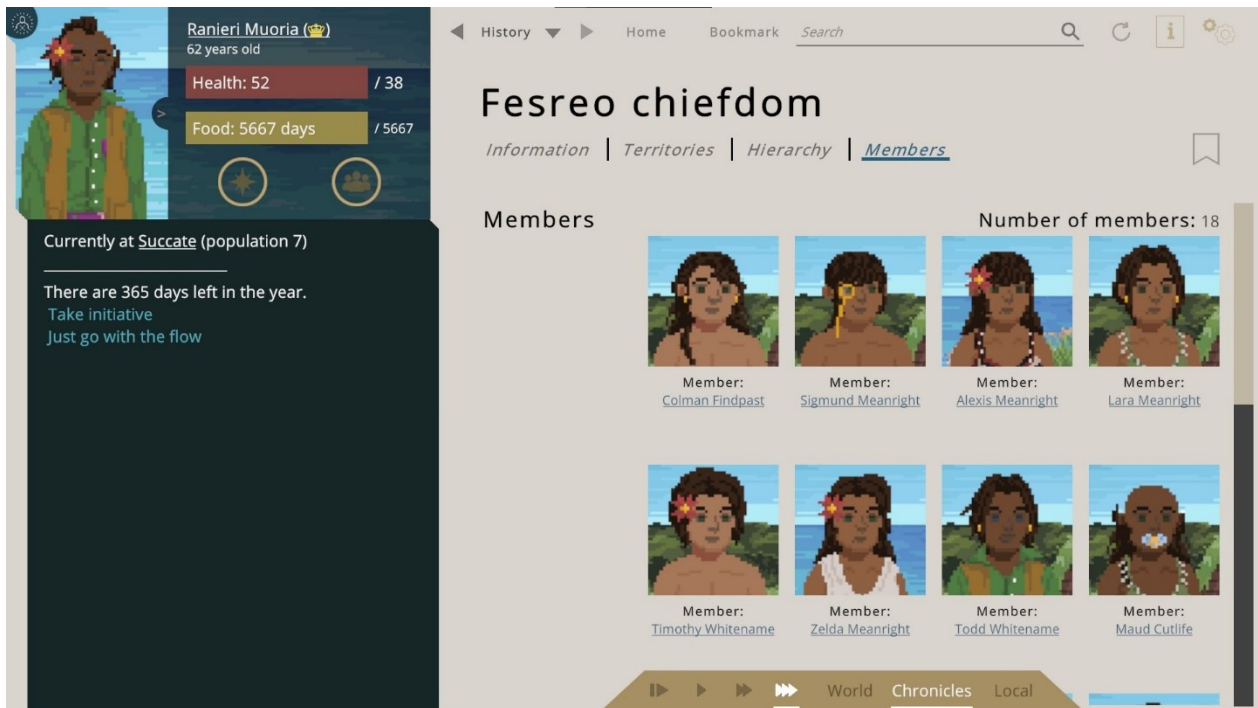 Ranieri Muoria (👑)
62 years old
Health: 52 / 38
Food: 5667 days / 5667
Currently at Succate (population 7)
There are 365 days left in the year.
Take initiative
Just go with the flow
History Home Bookmark Search
i
Fesreo chiefdom
Information | Territories | Hierarchy | Members
Members
Number of members: 18
Member: Member: Member: Member:
Colman Findpast Sigmund Meanright Alexis Meanright Lara Meanright
Member: Member: Member: Member:
Timothy Whitename Zelda Meanright Todd Whitename Maud Cutlife
World Chronicles Local